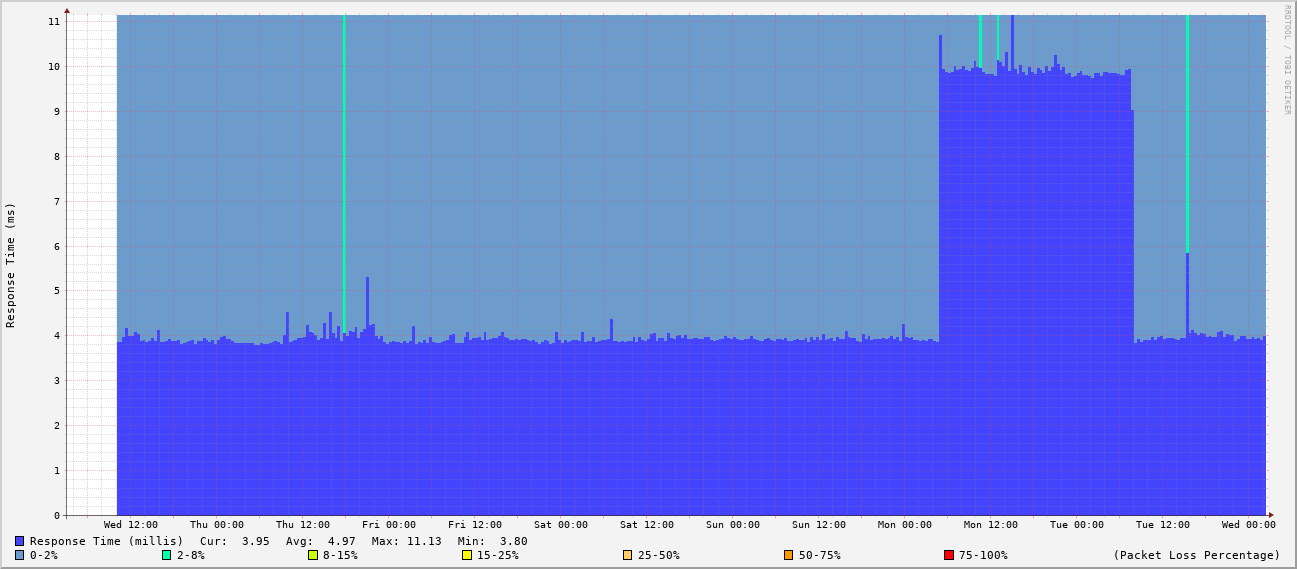 RRDTOOL / TOBI OETIKER
Response Time (ms)
11
10
9
8
7
6
5
4
3
2
1
0
Wed 12:00 Thu 00:00 Thu 12:00 Fri 00:00 Fri 12:00 Sat 00:00 Sat 12:00 Sun 00:00 Sun 12:00 Mon 00:00 Mon 12:00 Tue 00:00 Tue 12:00 Wed 00:00
Response Time (millis) Cur: 3.95 Avg: 4.97 Max: 11.13 Min: 3.80
0-2% 2-8% 8-15% 15-25% 25-50% 50-75% 75-100% (Packet Loss Percentage)